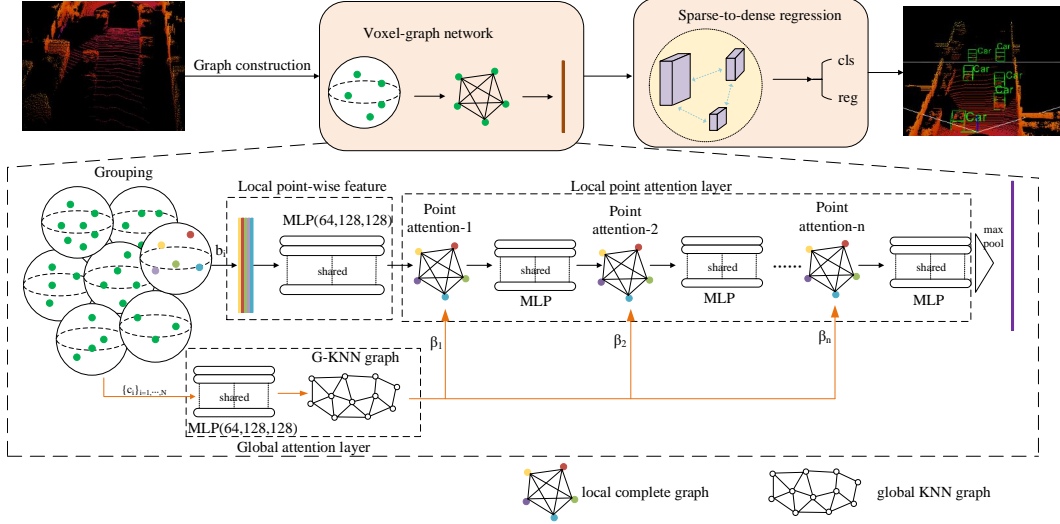 Graph construction
Voxel-graph network
Sparse-to-dense regression
cls
reg
Car
Car
Car
Car
Car
Car
Grouping
b_i
Local point-wise feature
MLP(64,128,128)
shared
Local point attention layer
Point
attention-1
shared
MLP
Point
attention-2
shared
MLP
......
Point
attention-n
shared
MLP
max
pool
β_1
β_2
β_n
{c_i}_{i=1,···,N}
shared
MLP(64,128,128)
G-KNN graph
Global attention layer
local complete graph
global KNN graph